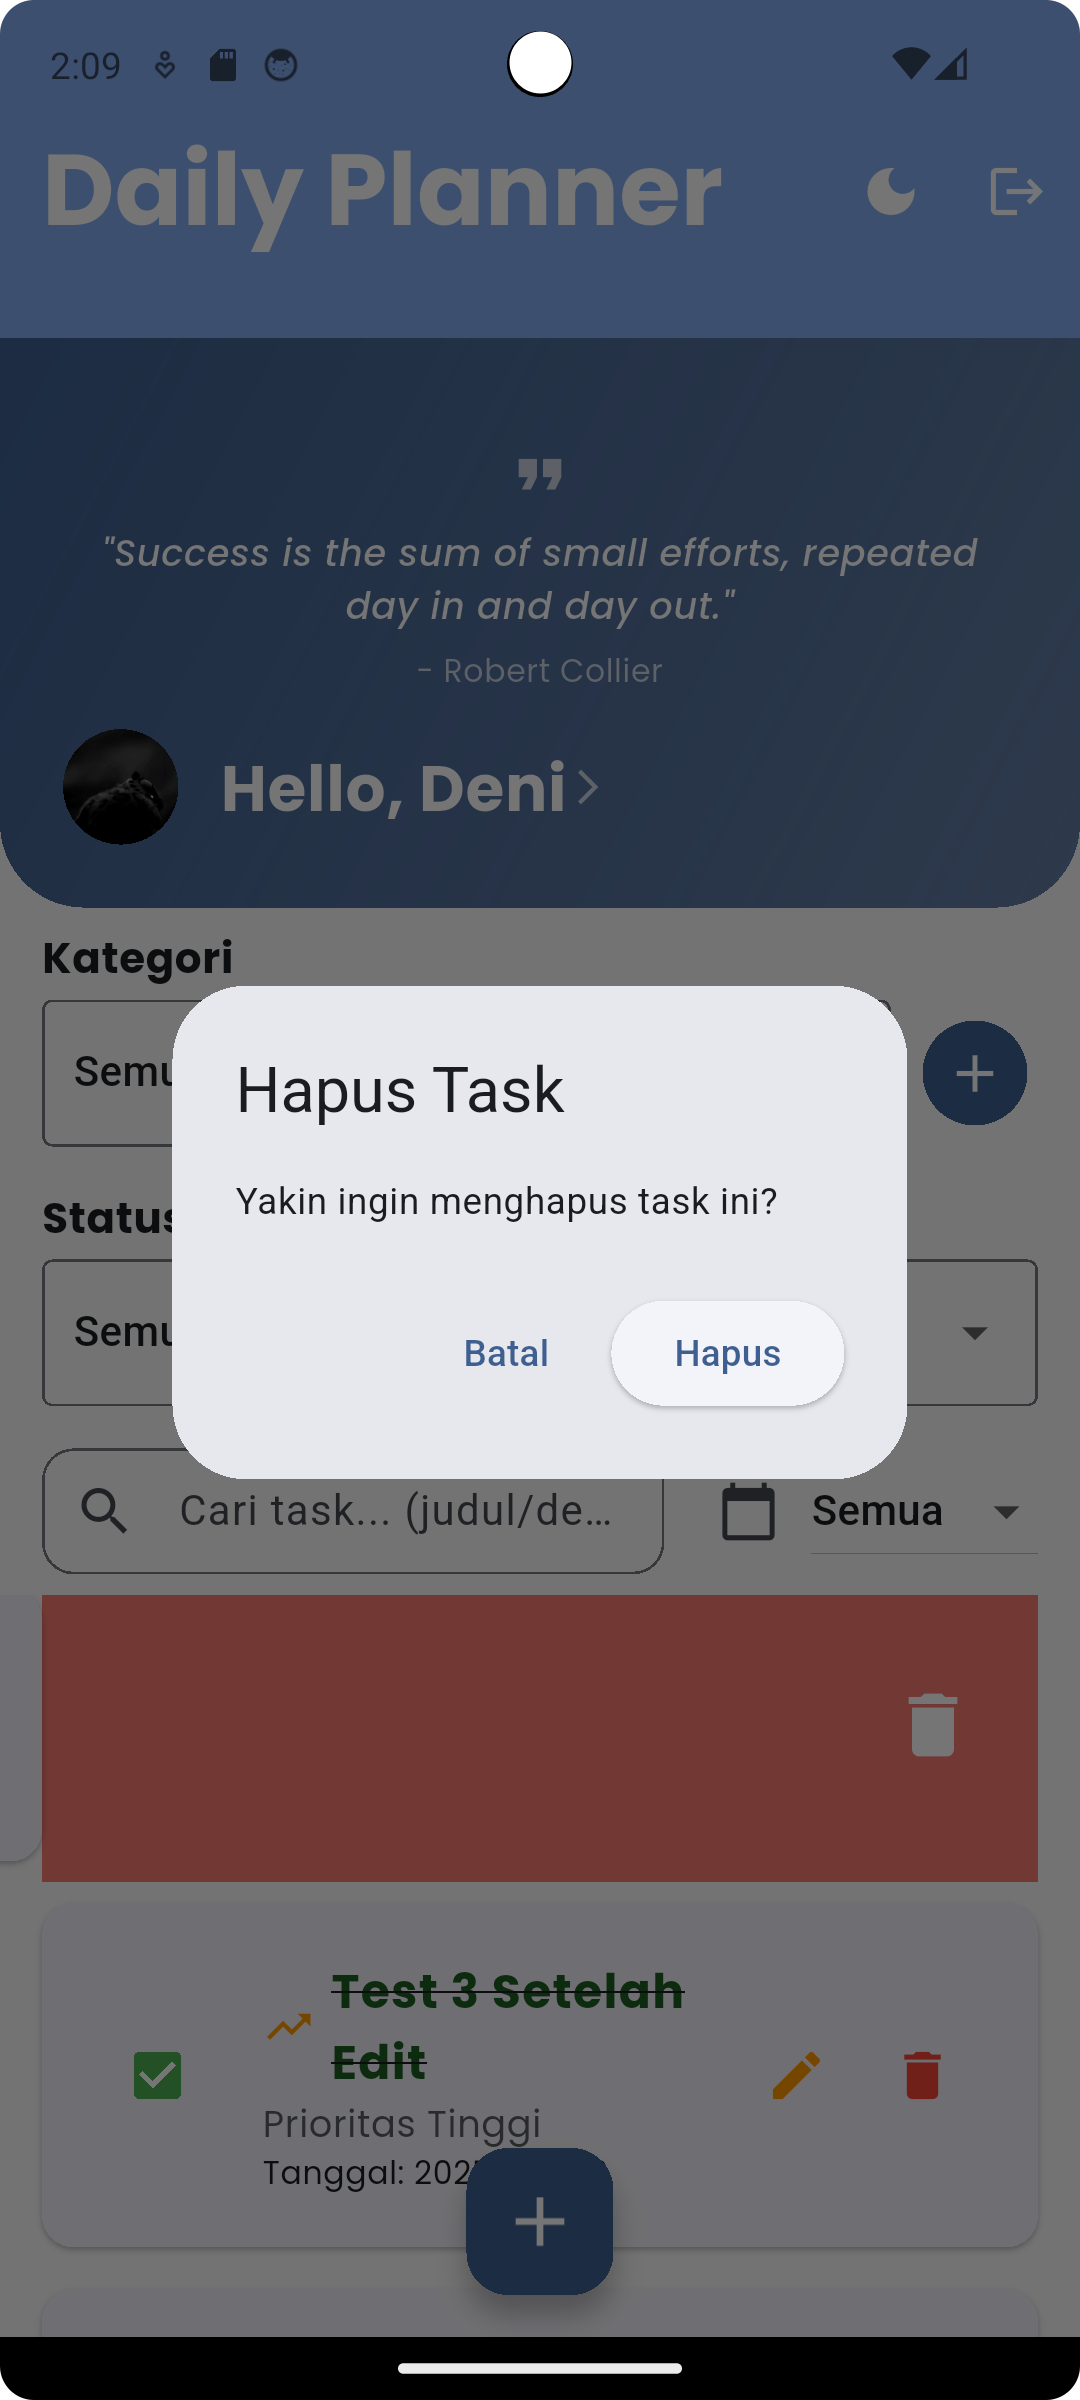 2:09
Daily Planner
"Success is the sum of small efforts, repeated
day in and day out."
- Robert Collier
Hello, Deni
Kategori
Semu
Hapus Task
Yakin ingin menghapus task ini?
Batal
Hapus
Status
Semu
Cari task... (judul/de...
Semua
Test 3 Setelah
Edit
Prioritas Tinggi
Tanggal: 202